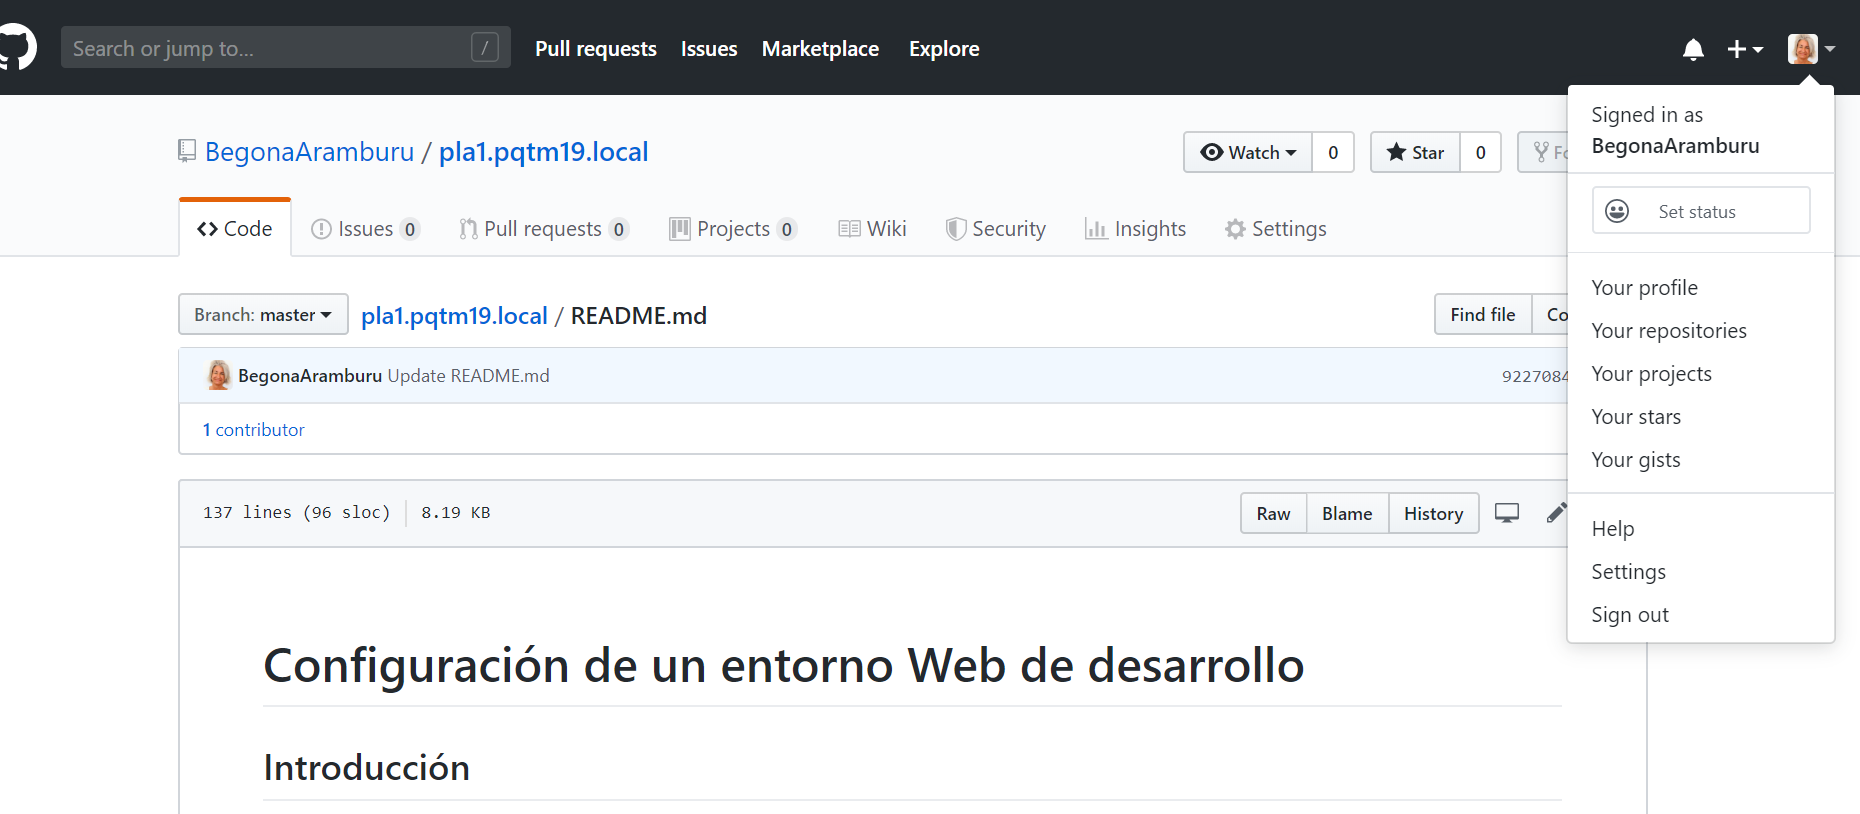 Search or jump to... / Pull requests Issues Marketplace Explore
Signed in as
BegonaAramburu
BegonaAramburu / pla1.pqtm19.local Watch 0 Star 0
Set status
Code Issues 0 Pull requests 0 Projects 0 Wiki Security Insights Settings
Your profile
Your repositories
Your projects
Your stars
Your gists
Help
Settings
Sign out
Branch: master pla1.pqtm19.local / README.md Find file
BegonaAramburu Update README.md 922708
1 contributor
137 lines (96 sloc) 8.19 KB Raw Blame History
Configuración de un entorno Web de desarrollo
Introducción